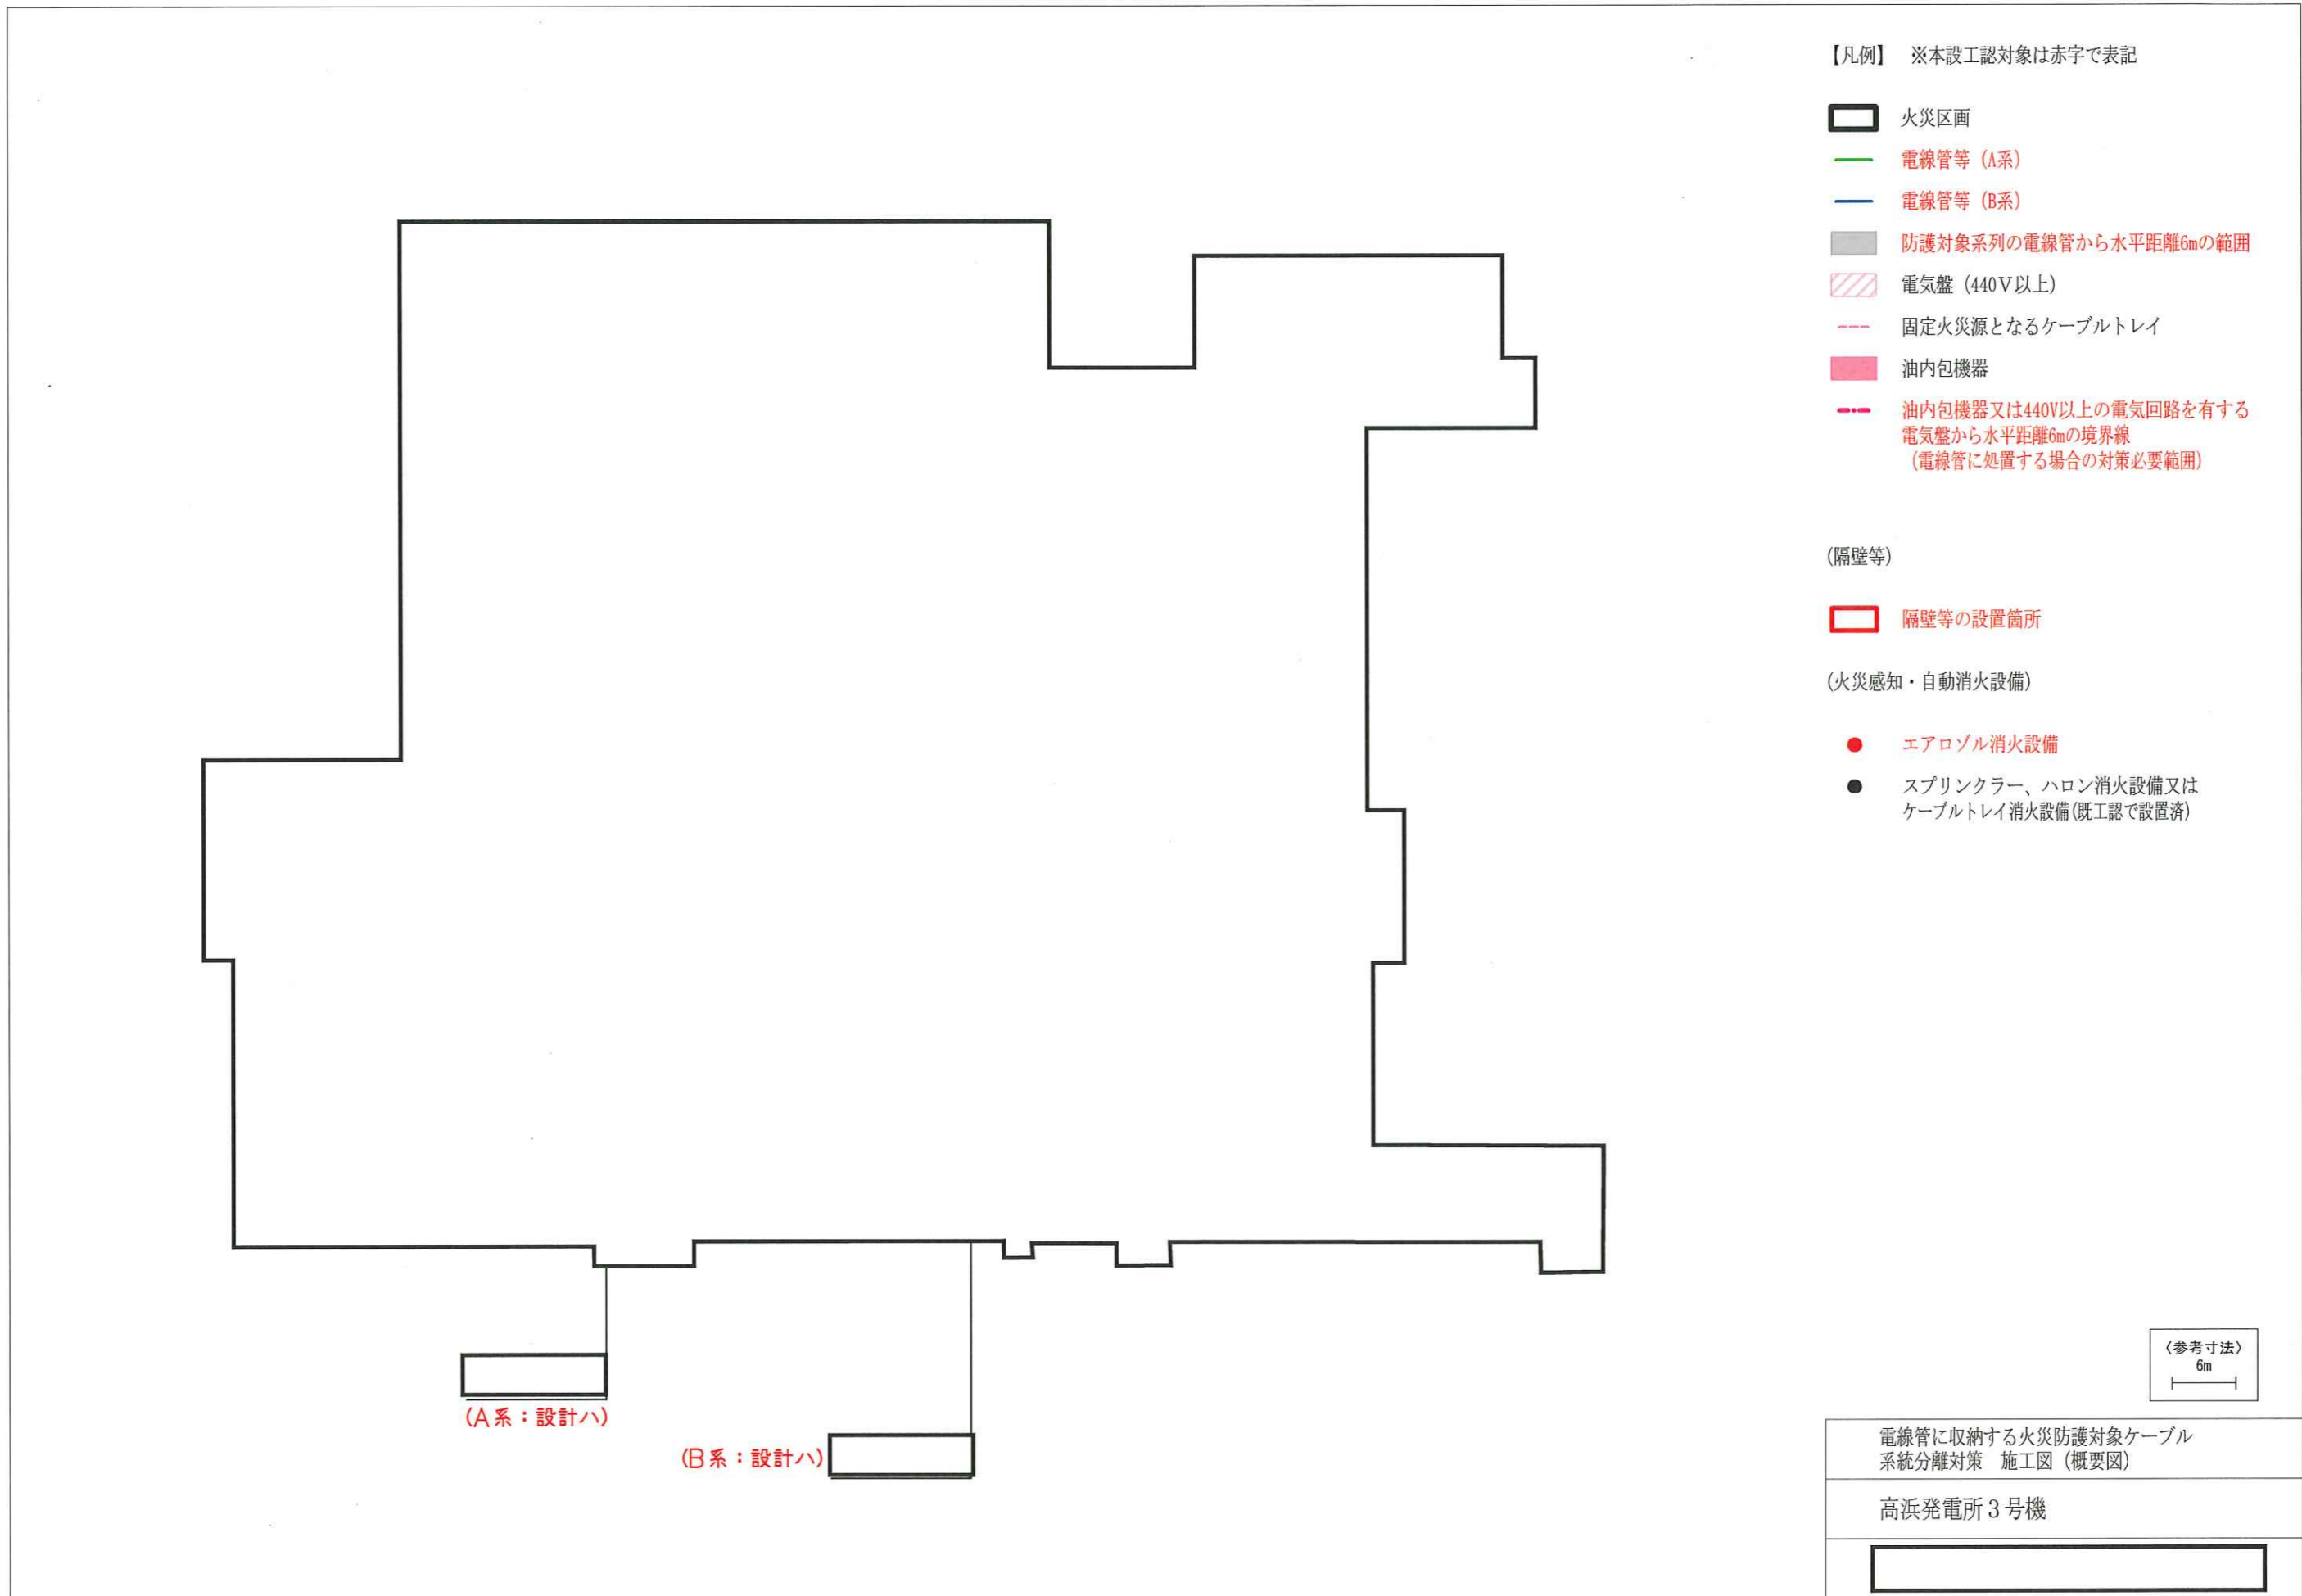 【凡例】 ※本設工認対象は赤字で表記
火災区画
電線管等（A系）
電線管等（B系）
防護対象系列の電線管から水平距離6mの範囲
電気盤（440V以上）
固定火災源となるケーブルトレイ
油内包機器
油内包機器又は440V以上の電気回路を有する
電気盤から水平距離6mの境界線
（電線管に処置する場合の対策必要範囲）
(隔壁等)
隔壁等の設置箇所
(火災感知・自動消火設備)
エアロゾル消火設備
スプリンクラー、ハロン消火設備又は
ケーブルトレイ消火設備(既工認で設置済)
(A系：設計ハ)
(B系：設計ハ)
〈参考寸法〉
6m
電線管に収納する火災防護対象ケーブル
系統分離対策 施工図（概要図）
高浜発電所３号機